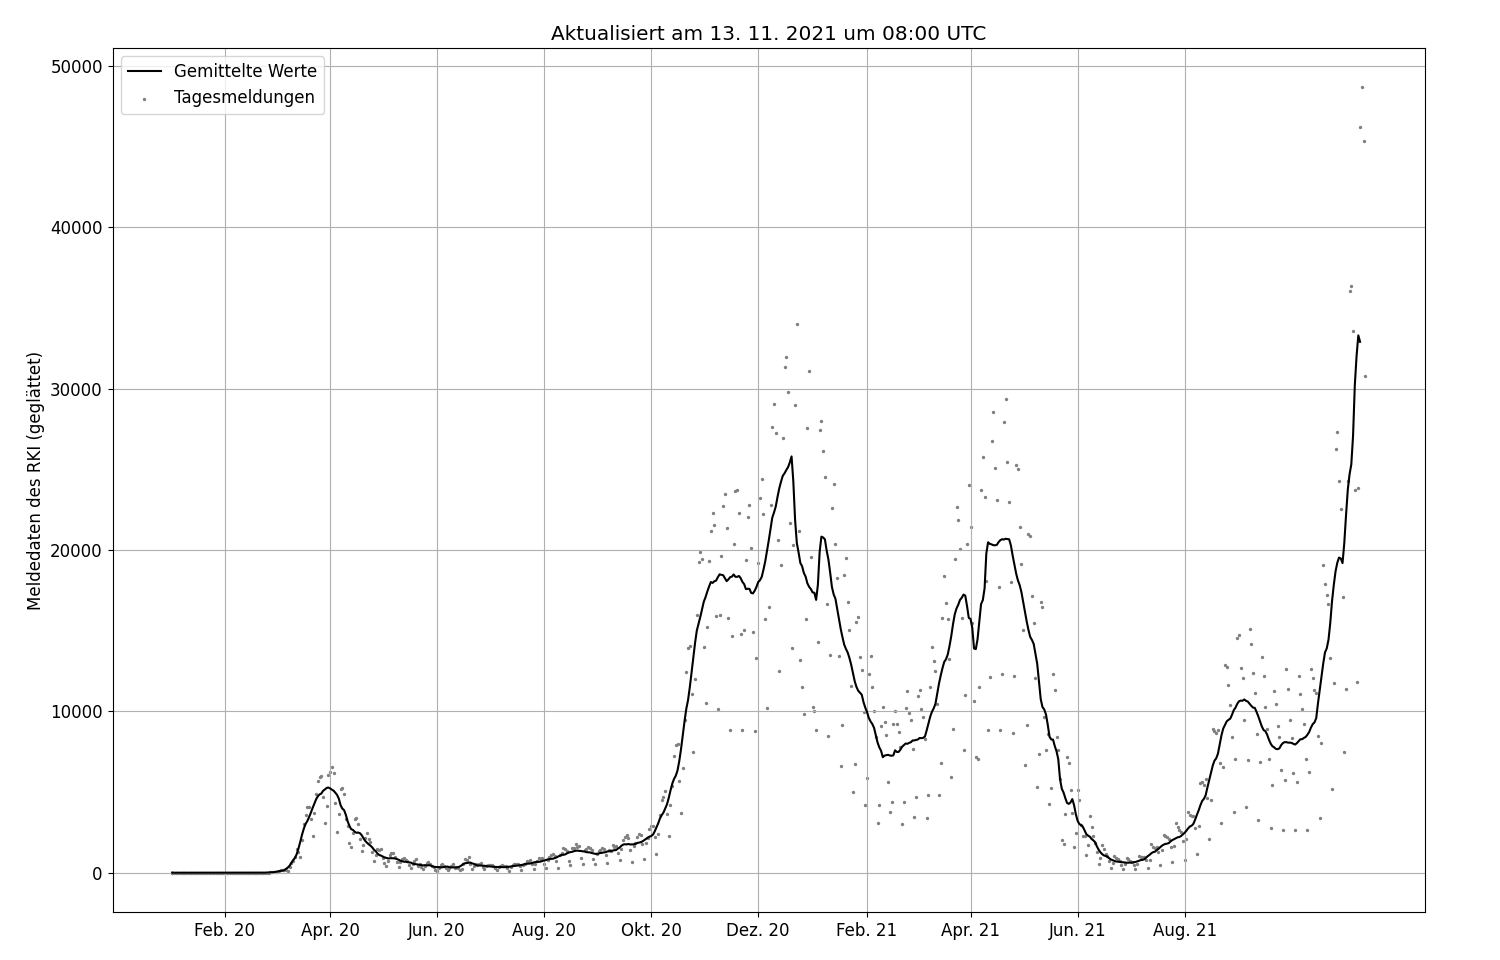 Aktualisiert am 13. 11. 2021 um 08:00 UTC
Gemittelte Werte
Tagesmeldungen
Meldedaten des RKI (geglättet)
50000
40000
30000
20000
10000
0
Feb. 20 Apr. 20 Jun. 20 Aug. 20 Okt. 20 Dez. 20 Feb. 21 Apr. 21 Jun. 21 Aug. 21